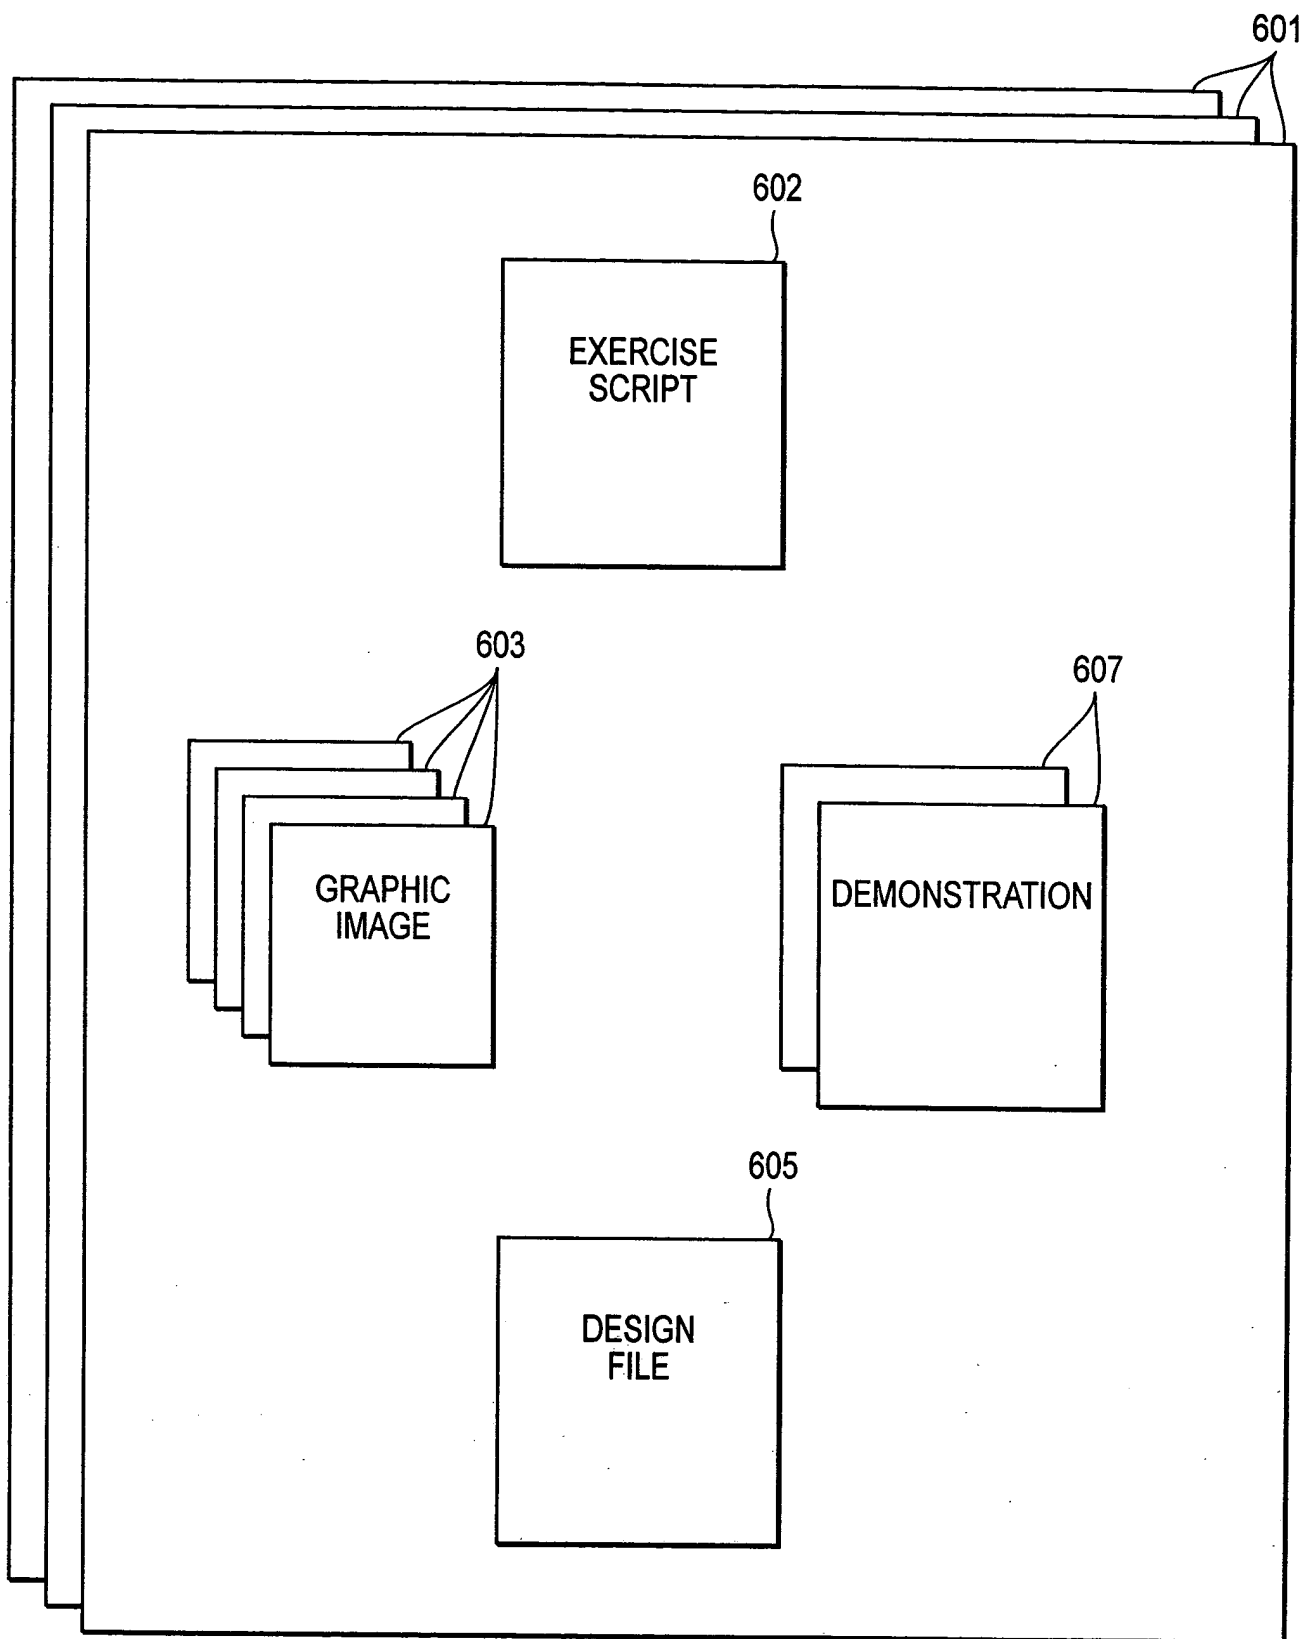 601
602
EXERCISE
SCRIPT
603
607
GRAPHIC
IMAGE
DEMONSTRATION
605
DESIGN
FILE